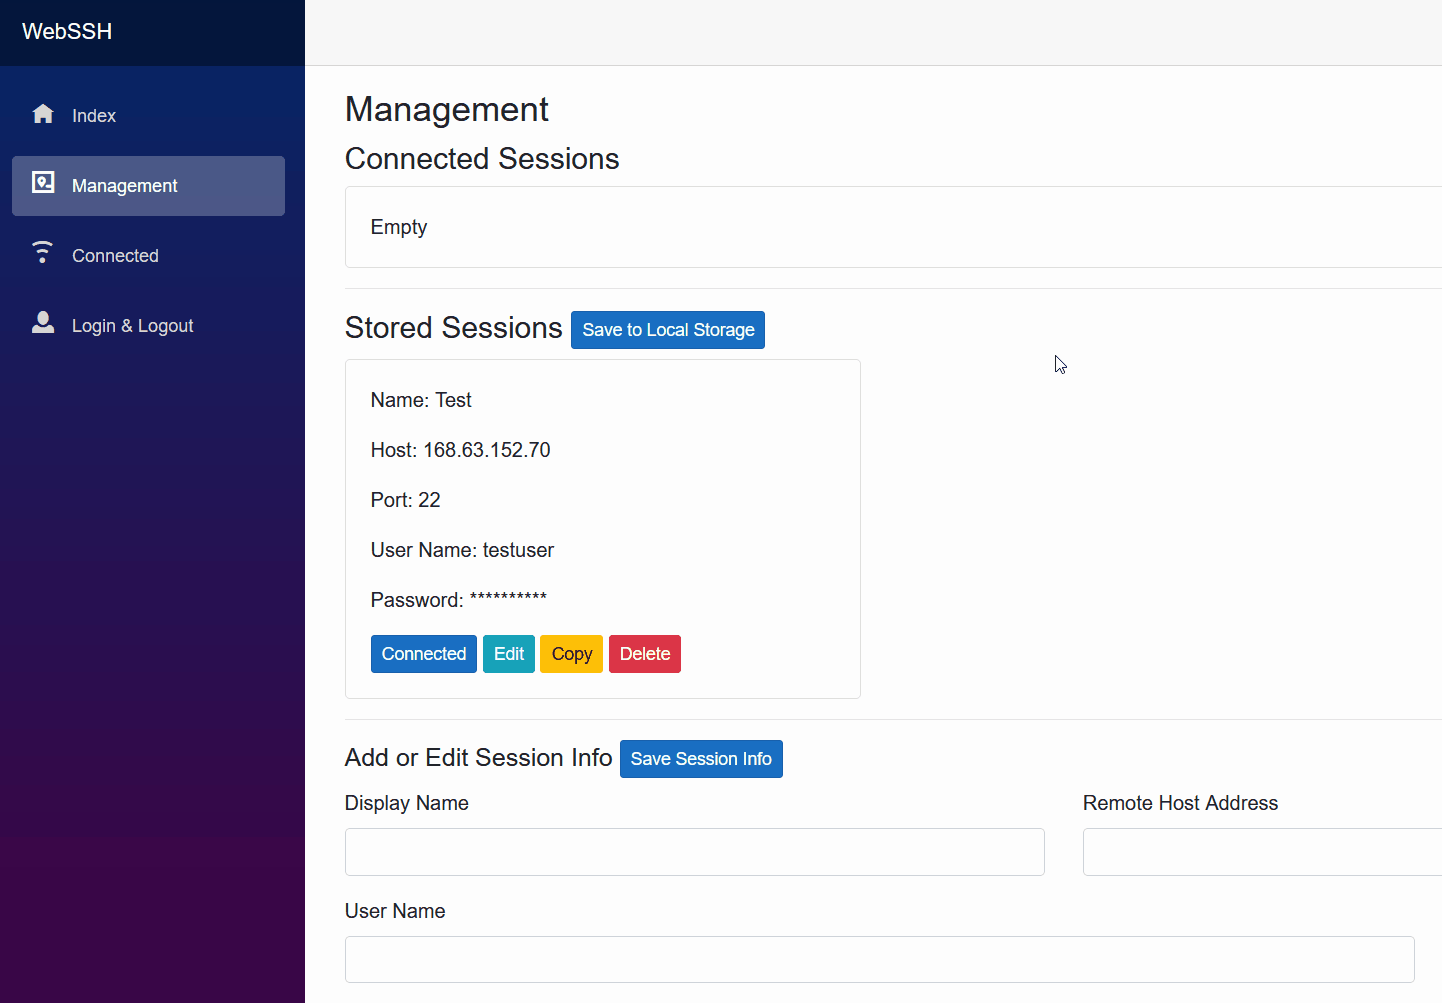 WebSSH
Index
Management
Connected
Login & Logout
Management
Connected Sessions
Empty
Stored Sessions Save to Local Storage
Name: Test
Host: 168.63.152.70
Port: 22
User Name: testuser
Password: **********
Connected Edit Copy Delete
Add or Edit Session Info Save Session Info
Display Name Remote Host Address
User Name